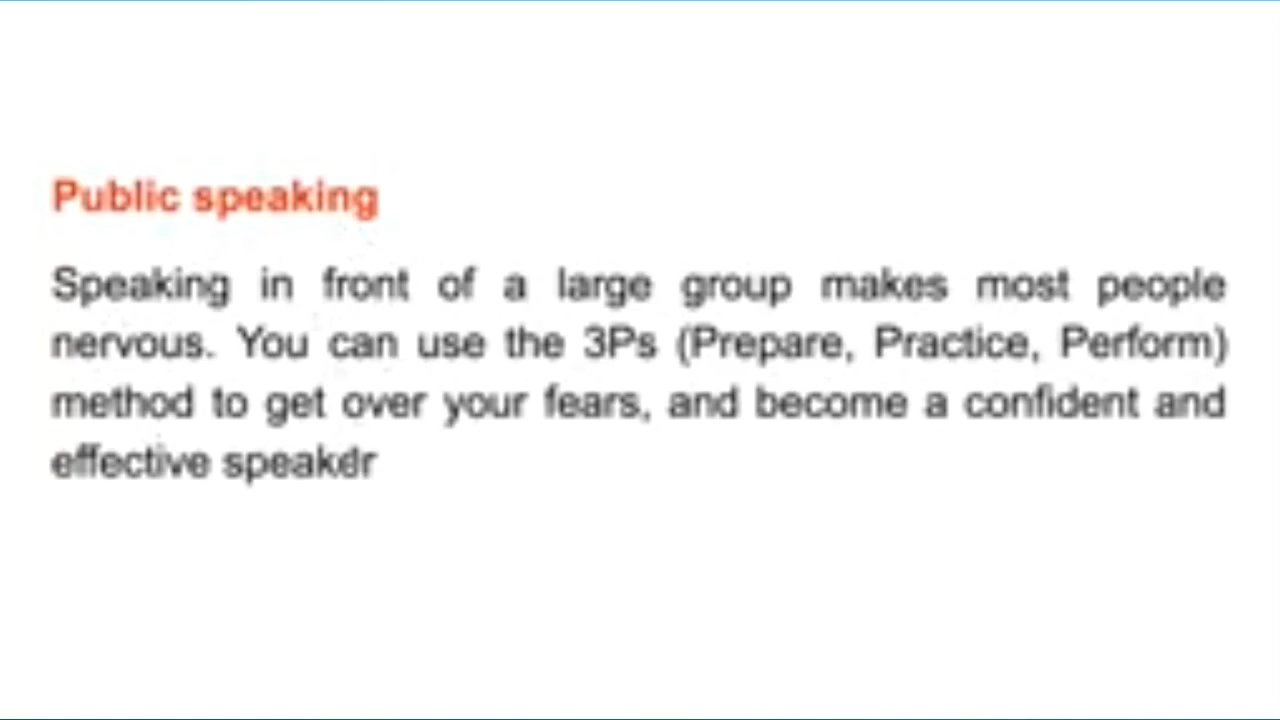 Public speaking
Speaking in front of a large group makes most people
nervous. You can use the 3Ps (Prepare, Practice, Perform)
method to get over your fears, and become a confident and
effective speaker